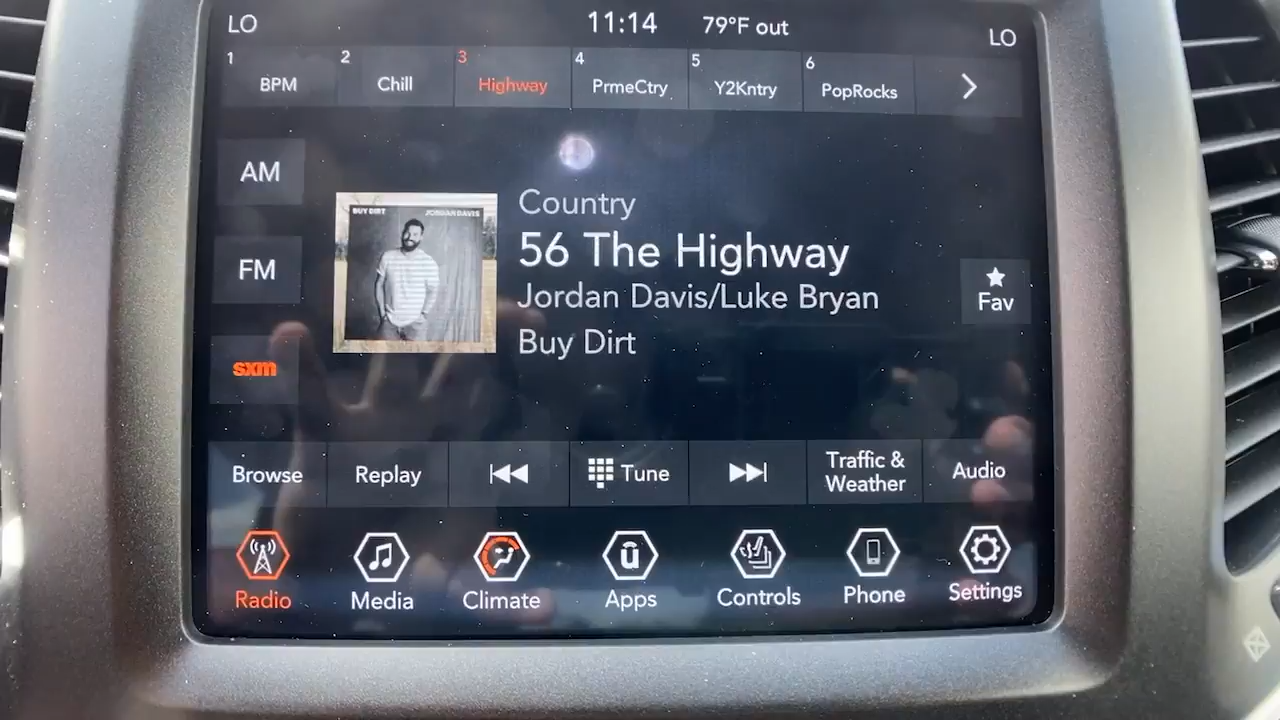 LO
11:14
79°F out
LO
1
BPM
2
Chill
3
Highway
4
PrmeCtry
5
Y2Kntry
6
PopRocks
AM
FM
sxm
BUY DIRT
JORDAN DAVIS
Country
56 The Highway
Jordan Davis/Luke Bryan
Buy Dirt
Fav
Browse
Replay
Tune
Traffic &
Weather
Audio
Radio
Media
Climate
Apps
Controls
Phone
Settings